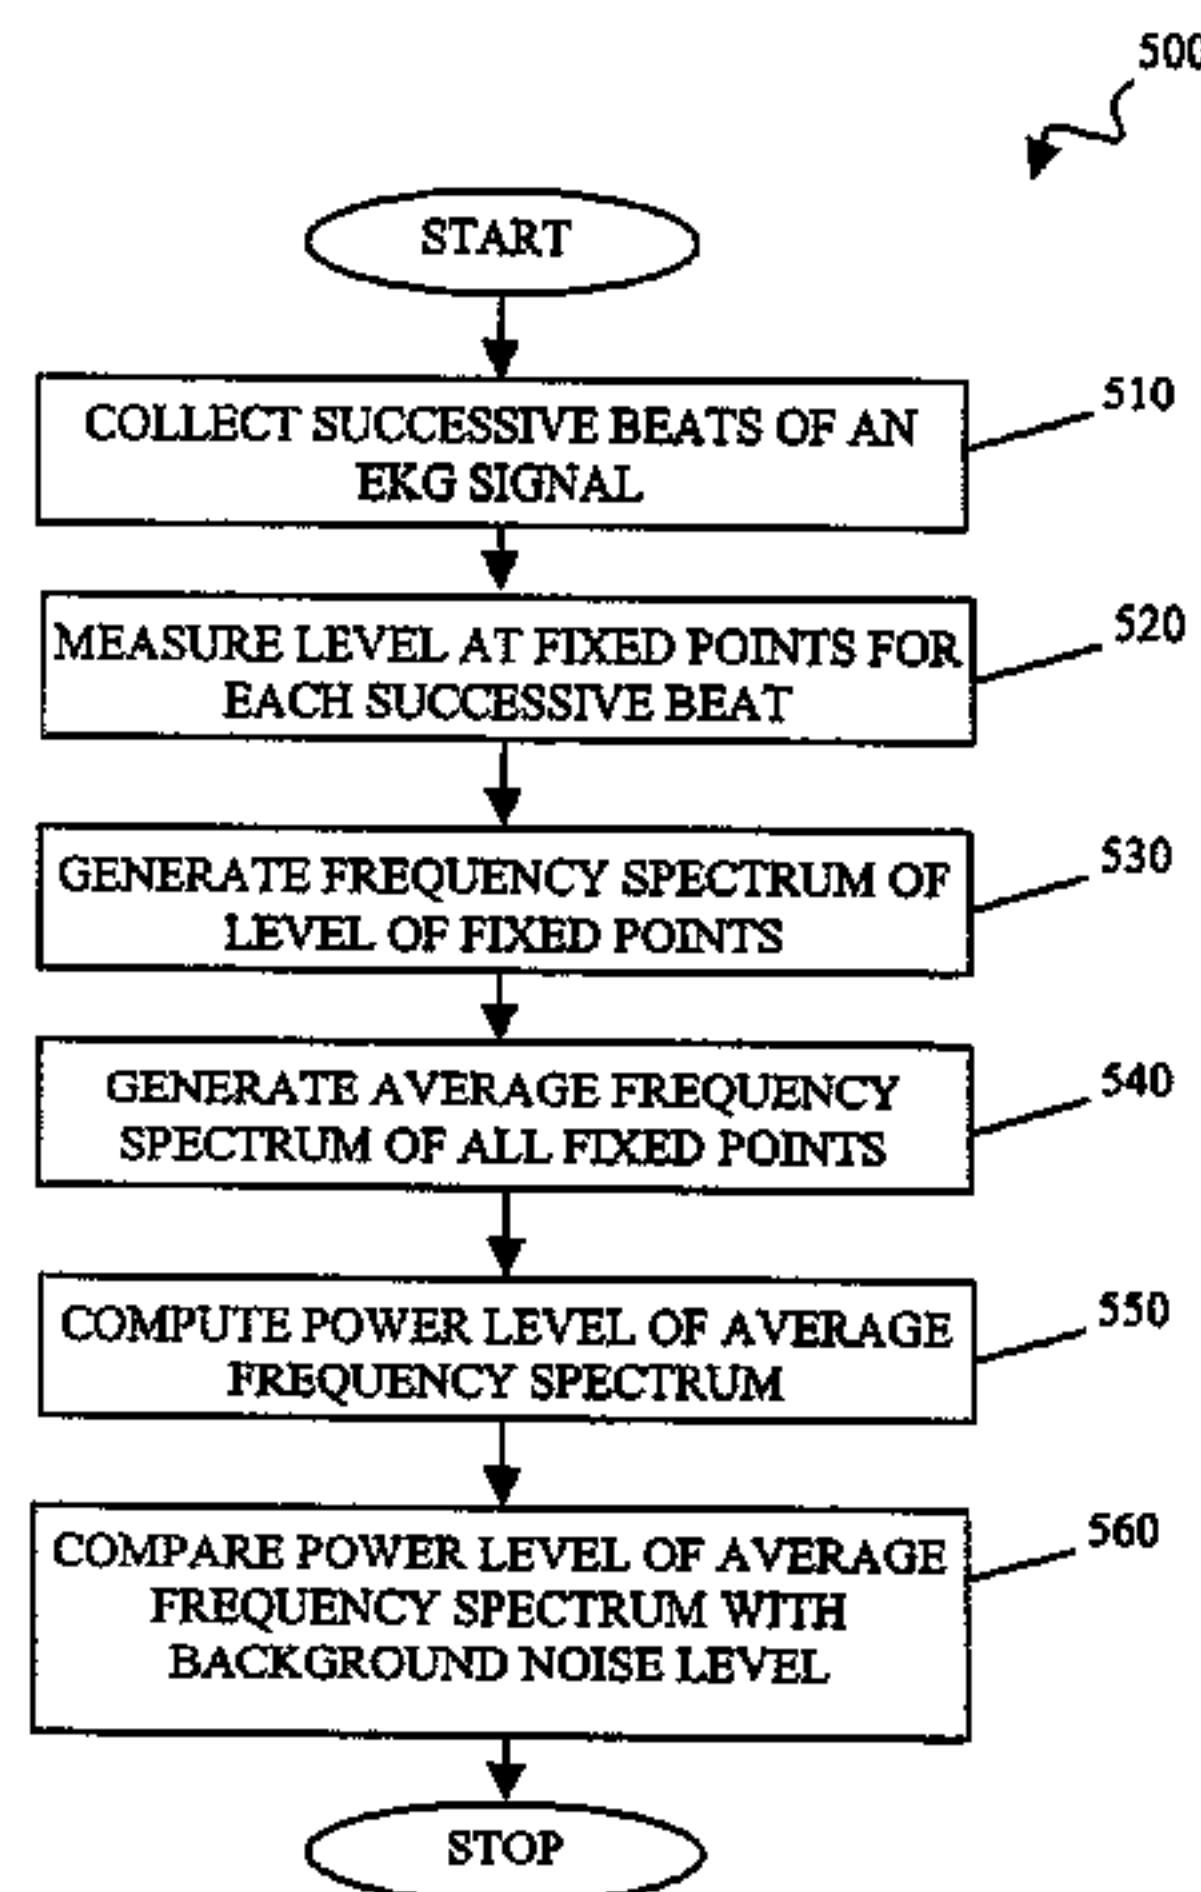 500
START
COLLECT SUCCESSIVE BEATS OF AN
EKG SIGNAL
510
MEASURE LEVEL AT FIXED POINTS FOR
EACH SUCCESSIVE BEAT
520
GENERATE FREQUENCY SPECTRUM OF
LEVEL OF FIXED POINTS
530
GENERATE AVERAGE FREQUENCY
SPECTRUM OF ALL FIXED POINTS
540
COMPUTE POWER LEVEL OF AVERAGE
FREQUENCY SPECTRUM
550
COMPARE POWER LEVEL OF AVERAGE
FREQUENCY SPECTRUM WITH
BACKGROUND NOISE LEVEL
560
STOP